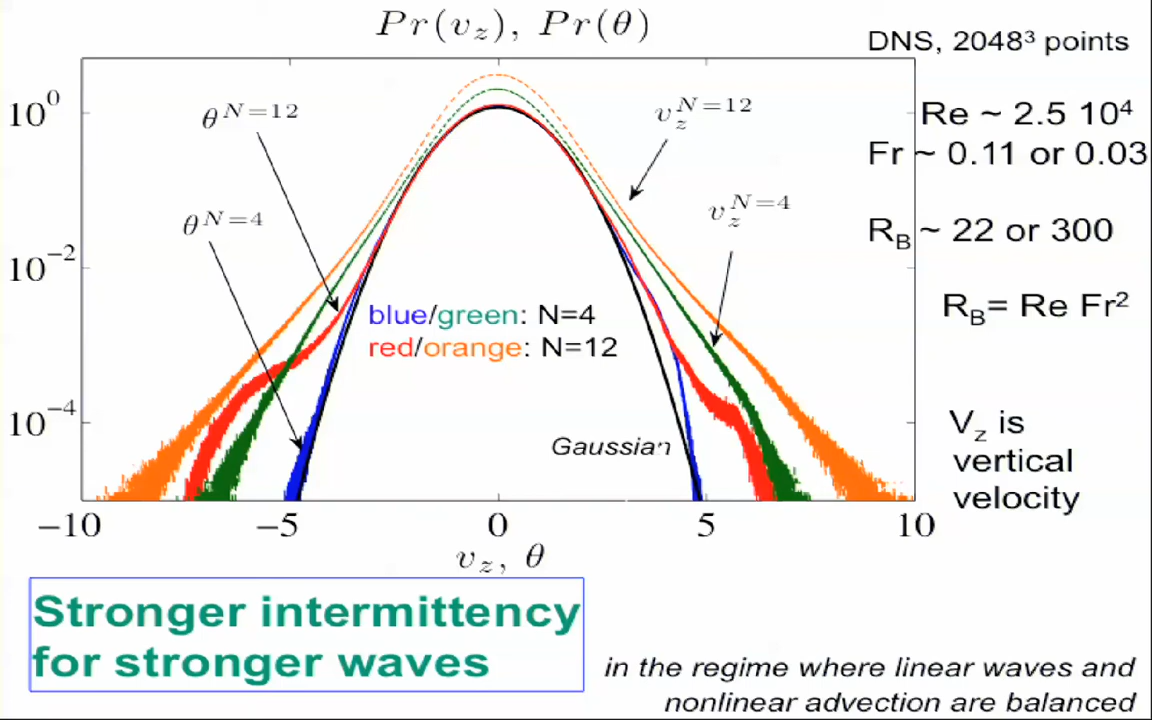 Pr(v_z), Pr(θ)
DNS, 2048³ points
10⁰
θ^{N=12}
v_z^{N=12}
Re ~ 2.5 10⁴
Fr ~ 0.11 or 0.03
θ^{N=4}
v_z^{N=4}
R_B ~ 22 or 300
10⁻²
blue/green: N=4
R_B= Re Fr²
red/orange: N=12
10⁻⁴
Gaussian
V_z is
vertical
velocity
−10 −5 0 5 10
v_z, θ
Stronger intermittency
for stronger waves
in the regime where linear waves and
nonlinear advection are balanced